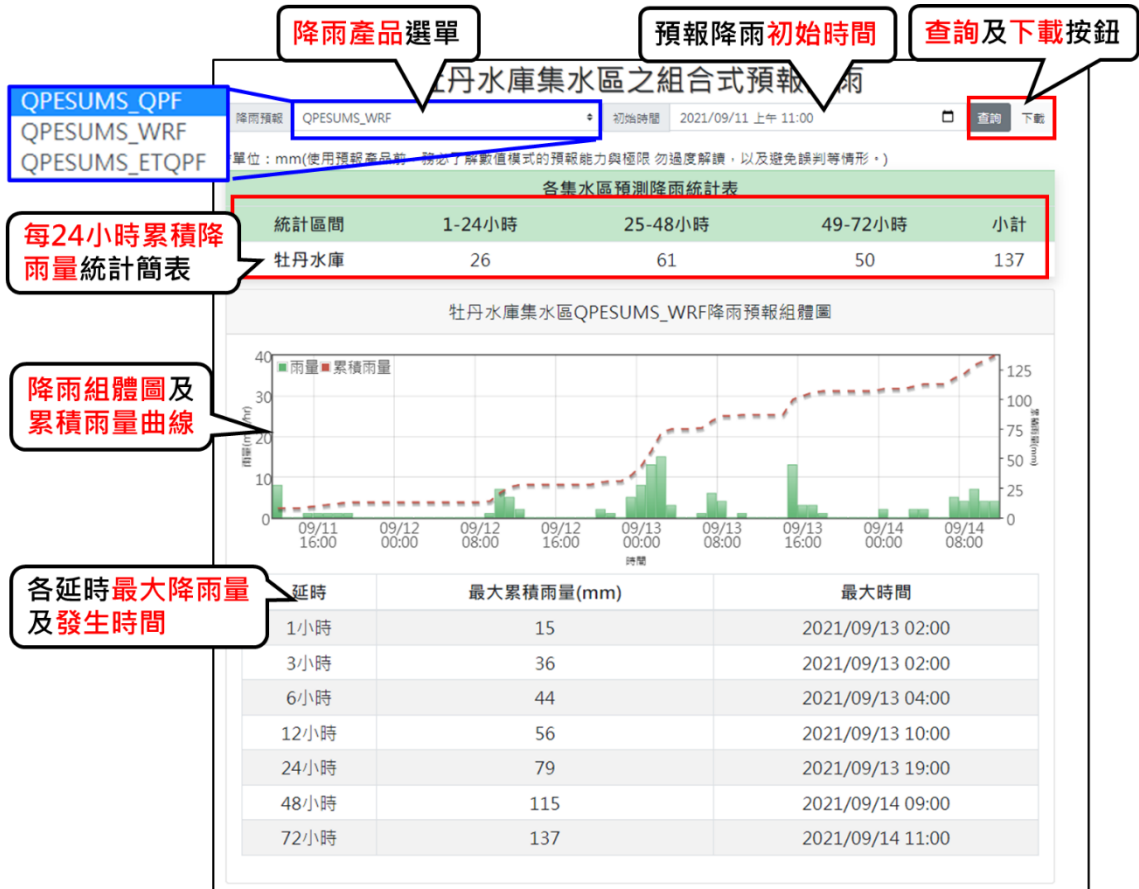 降雨產品選單
預報降雨初始時間
查詢及下載按鈕
牡丹水庫集水區之組合式預報 雨
QPESUMS_QPF
QPESUMS_WRF
QPESUMS_ETQPF
降雨預報 QPESUMS_WRF 初始時間 2021/09/11 上午 11:00 查詢 下載
單位：mm(使用預報產品前 務必了解數值模式的預報能力與極限 勿過度解讀，以及避免誤判等情形。)
各集水區預測降雨統計表
統計區間 1-24小時 25-48小時 49-72小時 小計
牡丹水庫 26 61 50 137
每24小時累積降
雨量統計簡表
牡丹水庫集水區QPESUMS_WRF降雨預報組體圖
雨量 累積雨量
降雨組體圖及
累積雨量曲線
40
30
20
10
0
雨量(mm/hr)
125
100
75
50
25
0
累積雨量(mm)
09/11 09/12 09/12 09/12 09/13 09/13 09/13 09/14 09/14
16:00 00:00 08:00 16:00 00:00 08:00 16:00 00:00 08:00
時間
各延時最大降雨量
及發生時間
延時 最大累積雨量(mm) 最大時間
1小時 15 2021/09/13 02:00
3小時 36 2021/09/13 02:00
6小時 44 2021/09/13 04:00
12小時 56 2021/09/13 10:00
24小時 79 2021/09/13 19:00
48小時 115 2021/09/14 09:00
72小時 137 2021/09/14 11:00